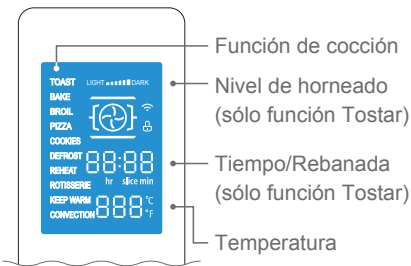 Función de cocción
TOAST
LIGHT DARK
Nivel de horneado
(sólo función Tostar)
BAKE
BROIL
PIZZA
COOKIES
DEFROST
REHEAT
ROTISSERIE
KEEP WARM
CONVECTION
88:88
hr slice min
Tiempo/Rebanada
(sólo función Tostar)
888 °C
°F
Temperatura